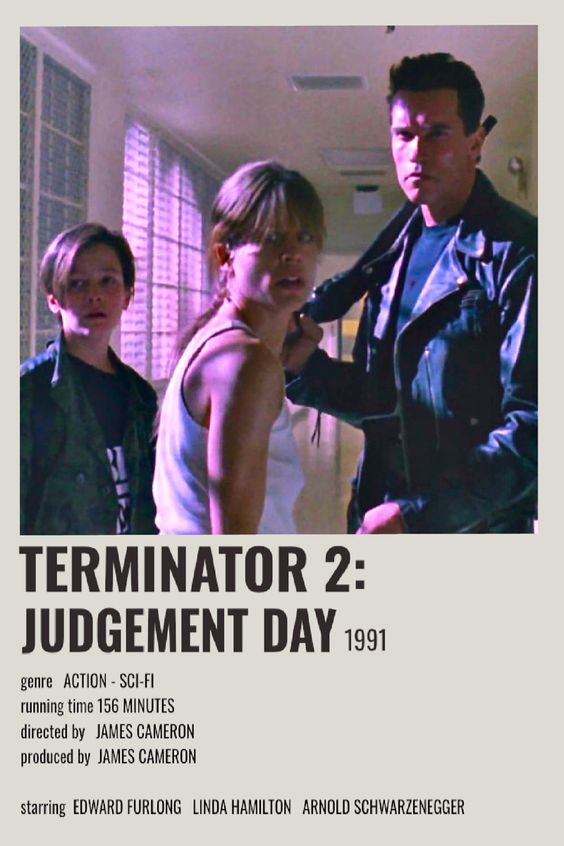 TERMINATOR 2:
JUDGEMENT DAY 1991
genre ACTION - SCI-FI
running time 156 MINUTES
directed by JAMES CAMERON
produced by JAMES CAMERON
starring EDWARD FURLONG LINDA HAMILTON ARNOLD SCHWARZENEGGER